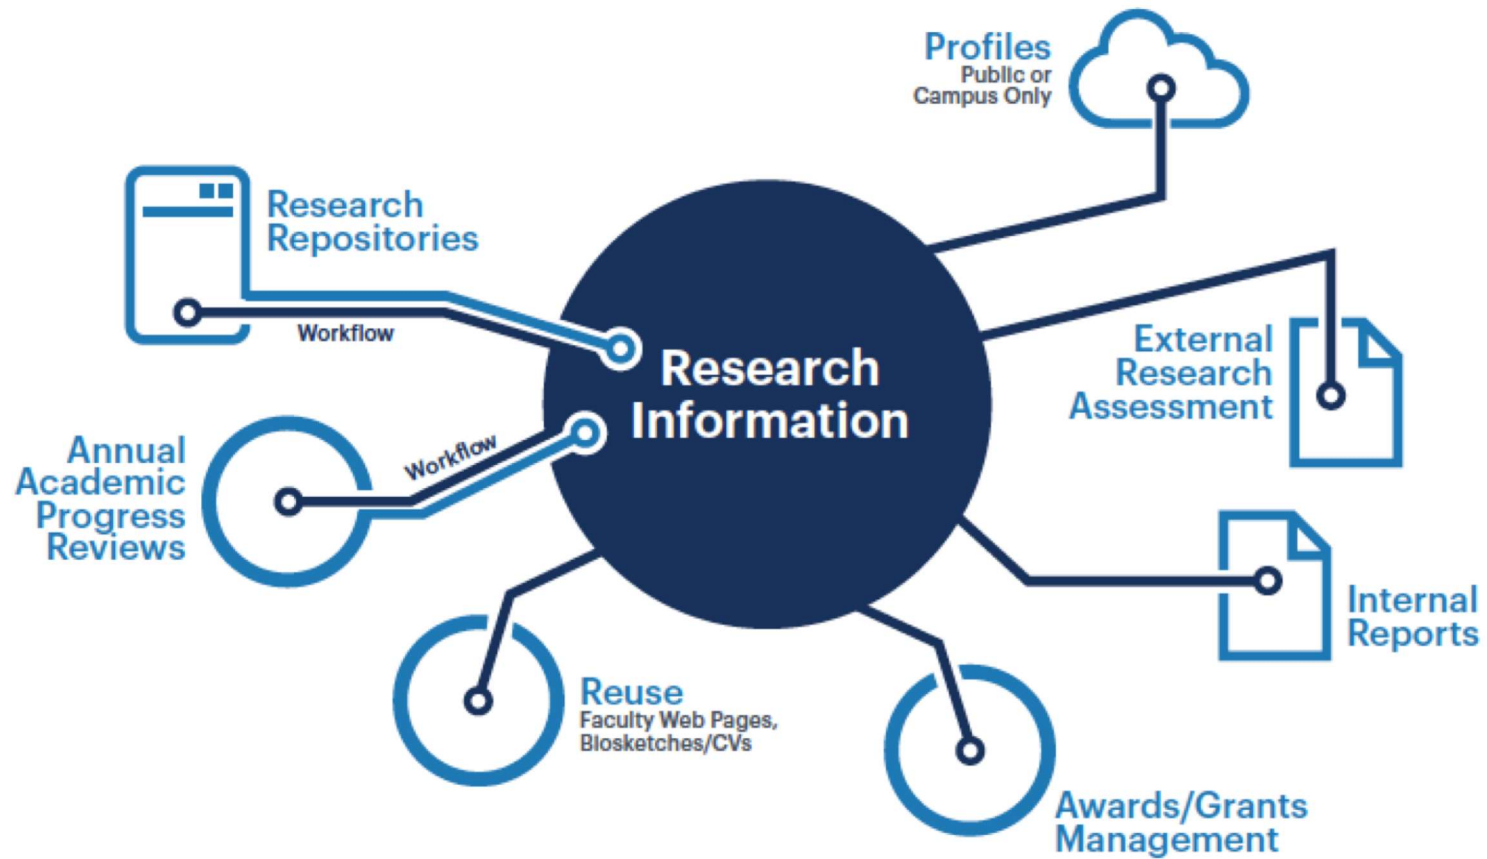 Profiles
Public or
Campus Only
Research
Repositories
Workflow
Research
Information
External
Research
Assessment
Annual
Academic
Progress
Reviews
Workflow
Internal
Reports
Reuse
Faculty Web Pages,
Biosketches/CVs
Awards/Grants
Management